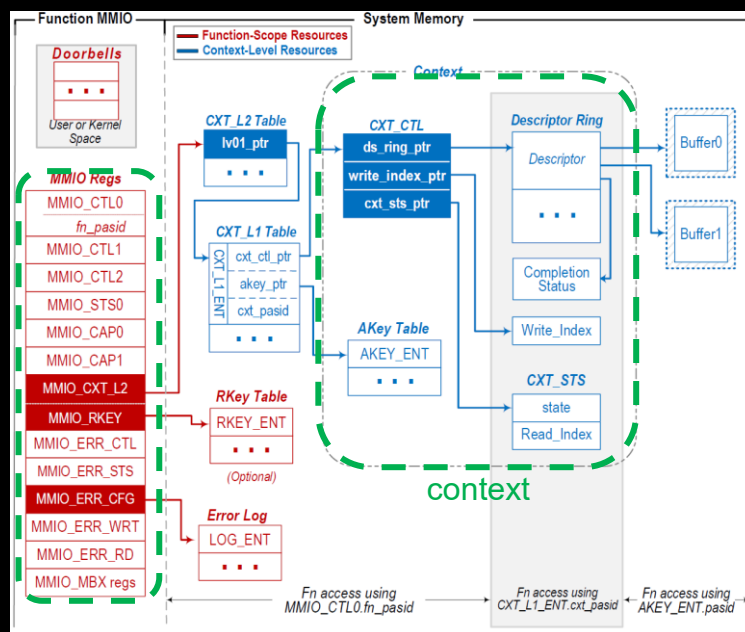 Function MMIO
System Memory
Function-Scope Resources
Context-Level Resources
Doorbells
...
User or Kernel
Space
MMIO Regs
MMIO_CTL0
fn_pasid
MMIO_CTL1
MMIO_CTL2
MMIO_STS0
MMIO_CAP0
MMIO_CAP1
MMIO_CXT_L2
MMIO_RKEY
MMIO_ERR_CTL
MMIO_ERR_STS
MMIO_ERR_CFG
MMIO_ERR_WRT
MMIO_ERR_RD
MMIO_MBX regs
CXT_L2 Table
lv01_ptr
...
CXT_L1 Table
CXT_L1_ENT
cxt_ctl_ptr
akey_ptr
cxt_pasid
...
RKey Table
RKEY_ENT
...
(Optional)
Error Log
LOG_ENT
...
Context
CXT_CTL
ds_ring_ptr
write_index_ptr
cxt_sts_ptr
AKey Table
AKEY_ENT
...
Descriptor Ring
Descriptor
...
Completion
Status
Write_Index
CXT_STS
state
Read_Index
context
Buffer0
Buffer1
Fn access using
MMIO_CTL0.fn_pasid
Fn access using
CXT_L1_ENT.cxt_pasid
Fn access using
AKEY_ENT.pasid